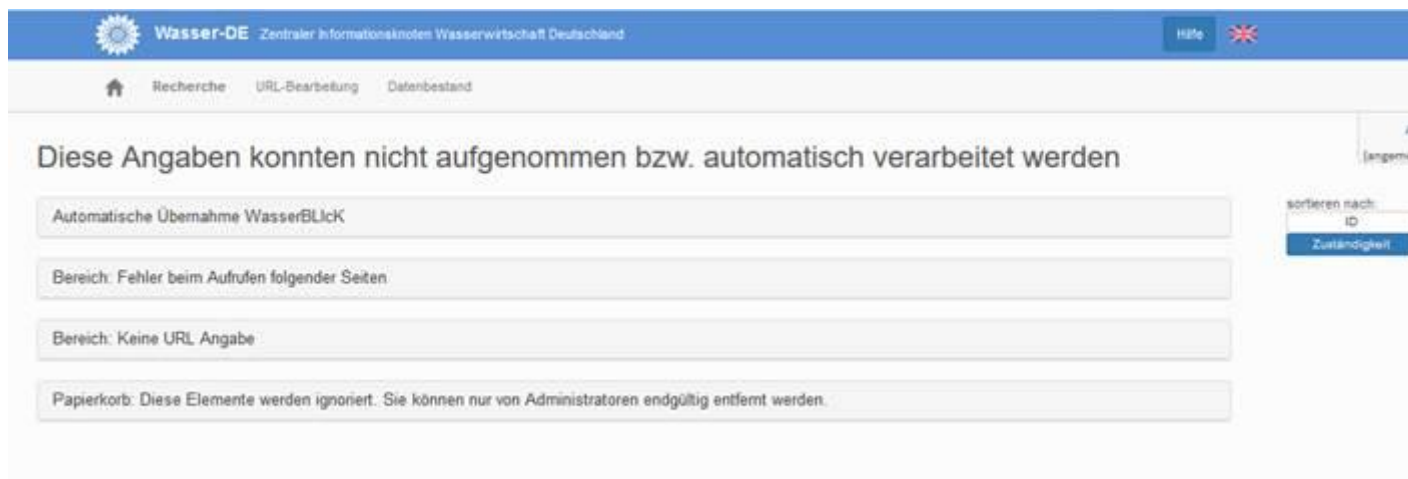 Wasser-DE Zentraler Informationsknoten Wasserwirtschaft Deutschland
Hilfe
Recherche URL-Bearbeitung Datenbestand
Diese Angaben konnten nicht aufgenommen bzw. automatisch verarbeitet werden
Automatische Übernahme WasserBLIcK
sortieren nach:
ID
Zuständigkeit
Bereich: Fehler beim Aufrufen folgender Seiten
Bereich: Keine URL Angabe
Papierkorb: Diese Elemente werden ignoriert. Sie können nur von Administratoren endgültig entfernt werden.